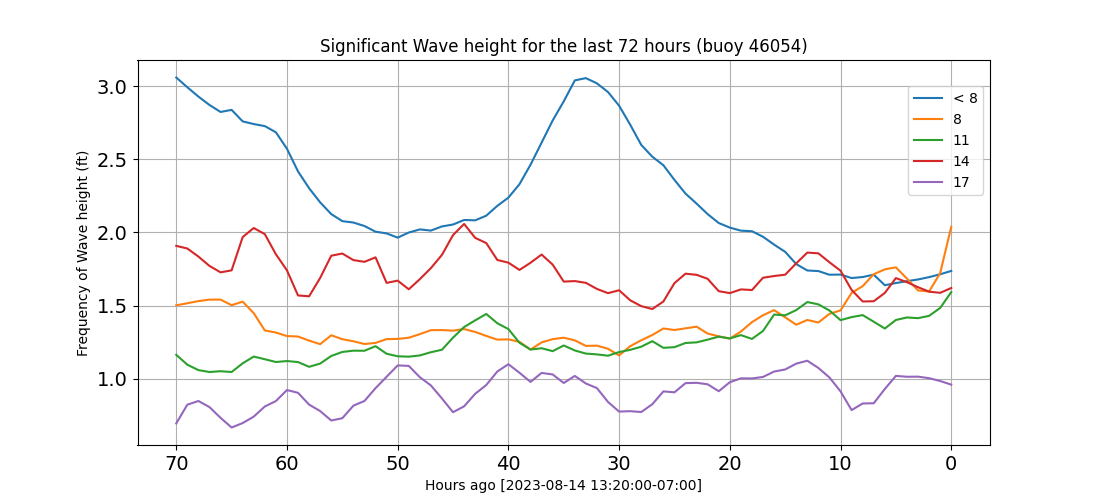 Significant Wave height for the last 72 hours (buoy 46054)
Frequency of Wave height (ft)
3.0
2.5
2.0
1.5
1.0
< 8
8
11
14
17
70 60 50 40 30 20 10 0
Hours ago [2023-08-14 13:20:00-07:00]